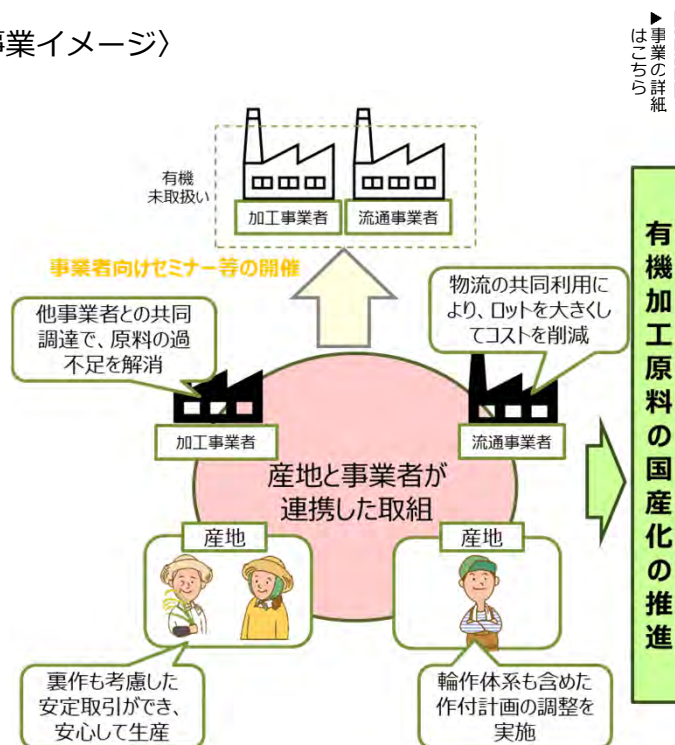 業イメージ〉
▶事業の詳細
はこちら
有機
未取扱い
加工事業者
流通事業者
事業者向けセミナー等の開催
他事業者との共同
調達で、原料の過
不足を解消
物流の共同利用に
より、ロットを大きくし
てコストを削減
加工事業者
流通事業者
産地と事業者が
連携した取組
産地
産地
裏作も考慮した
安定取引ができ、
安心して生産
輪作体系も含めた
作付計画の調整を
実施
有機加工原料の国産化の推進